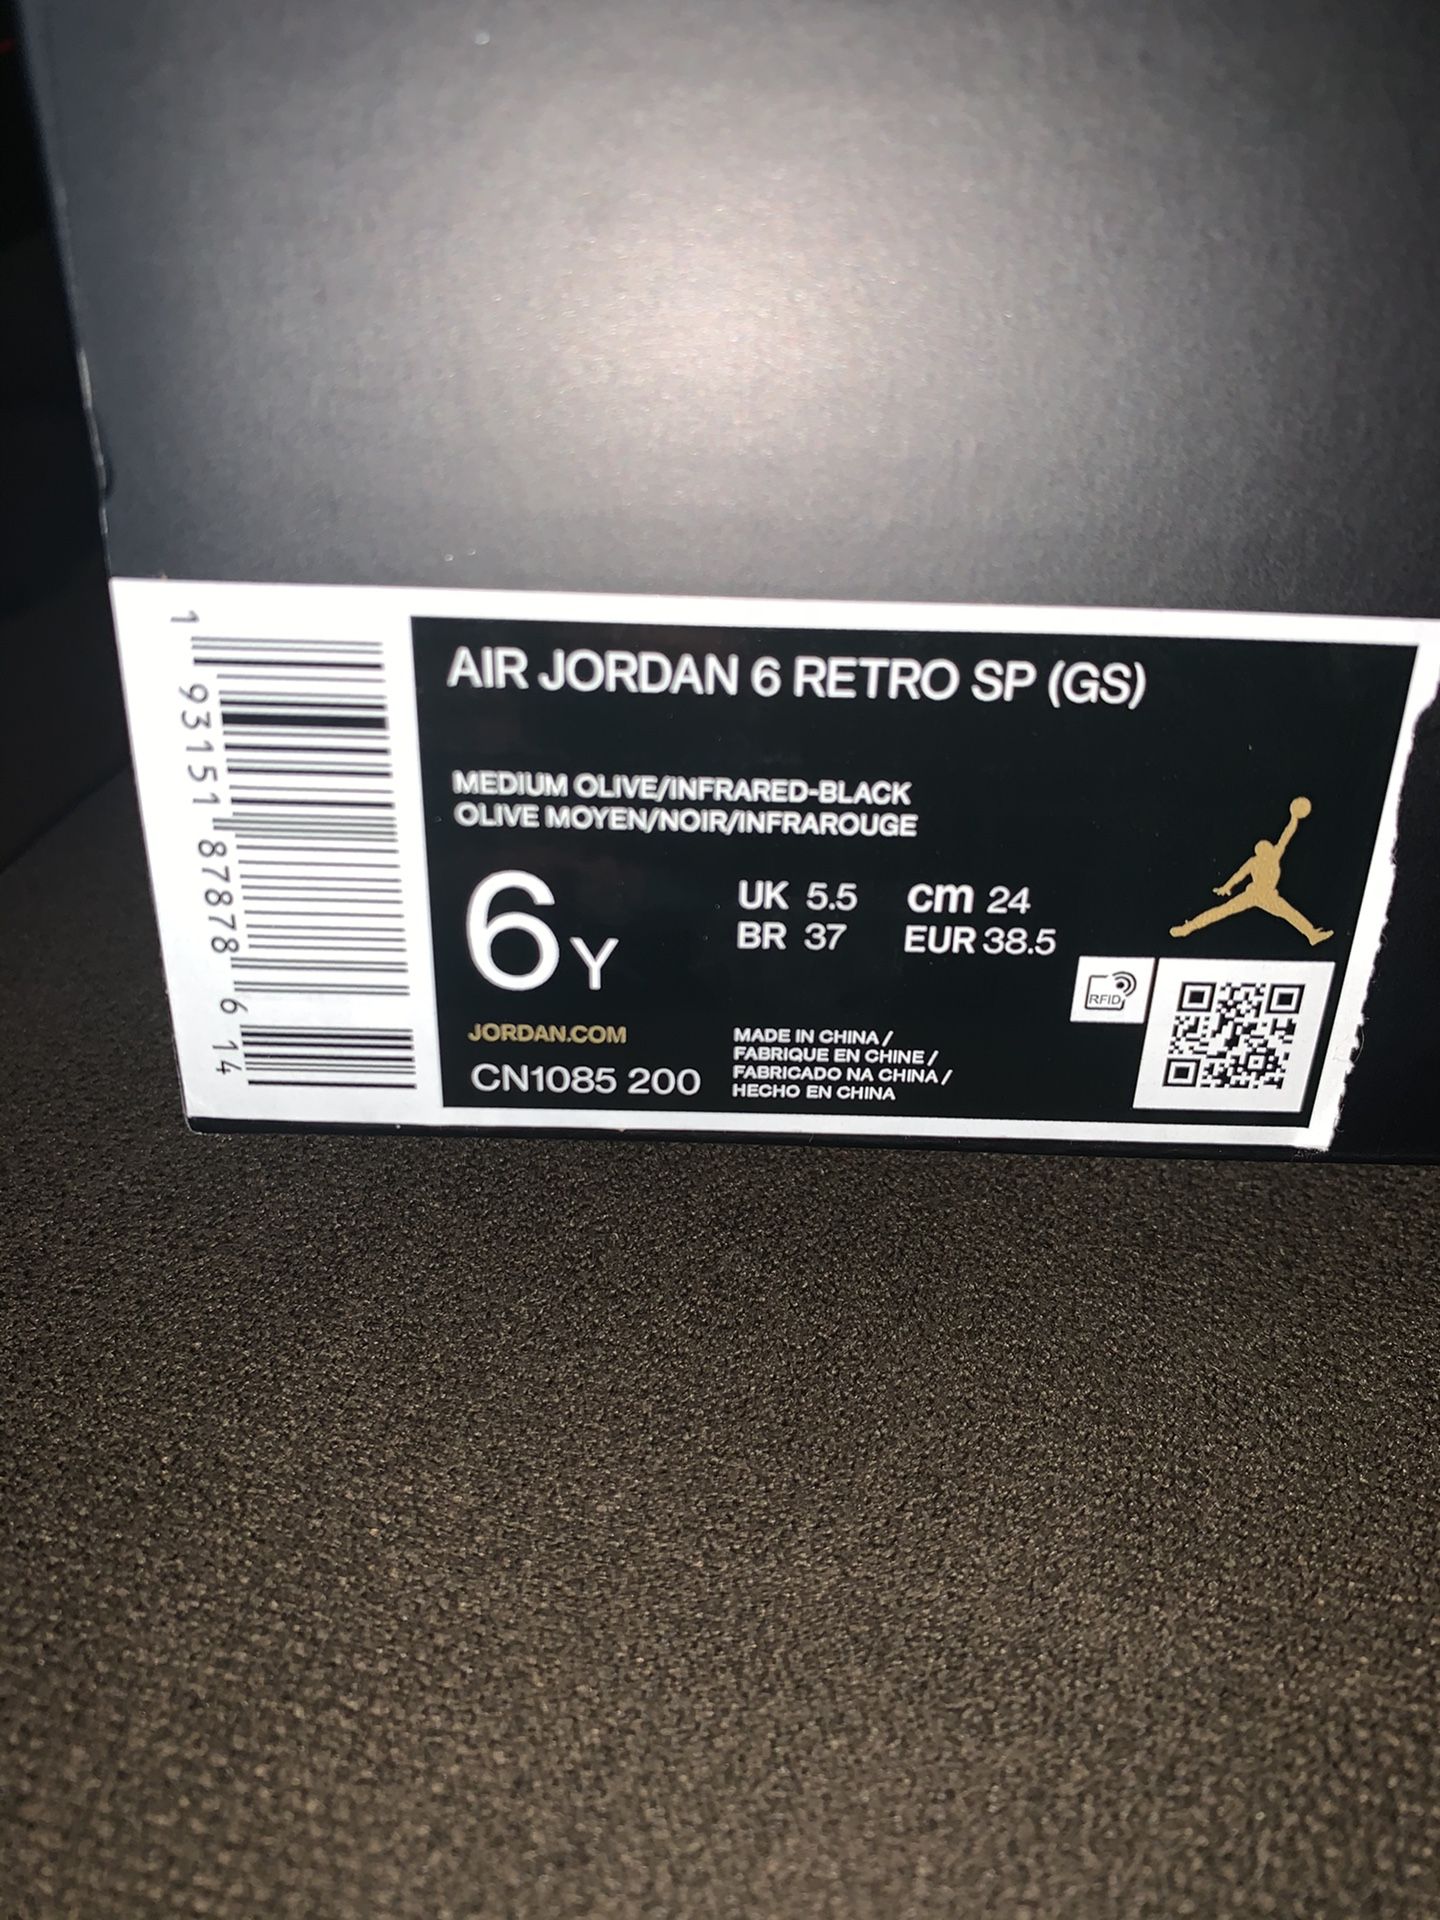 AIR JORDAN 6 RETRO SP (GS)
MEDIUM OLIVE/INFRARED-BLACK
OLIVE MOYEN/NOIR/INFRAROUGE
6Y
UK 5.5 cm 24
BR 37 EUR 38.5
RFID
JORDAN.COM
CN1085 200
MADE IN CHINA /
FABRIQUE EN CHINE /
FABRICADO NA CHINA /
HECHO EN CHINA
1 93151 87878 6 14